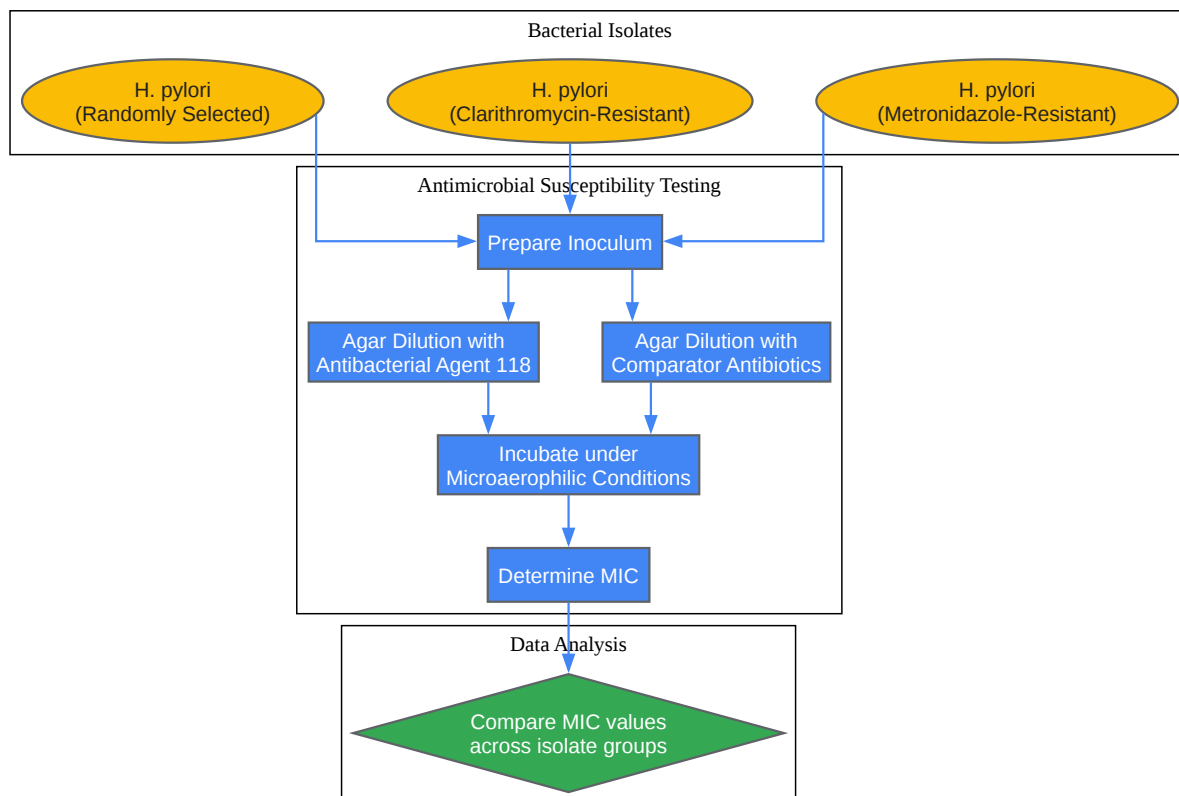 Bacterial Isolates
H. pylori
(Randomly Selected)
H. pylori
(Clarithromycin-Resistant)
H. pylori
(Metronidazole-Resistant)
Antimicrobial Susceptibility Testing
Prepare Inoculum
Agar Dilution with
Antibacterial Agent 118
Agar Dilution with
Comparator Antibiotics
Incubate under
Microaerophilic Conditions
Determine MIC
Data Analysis
Compare MIC values
across isolate groups